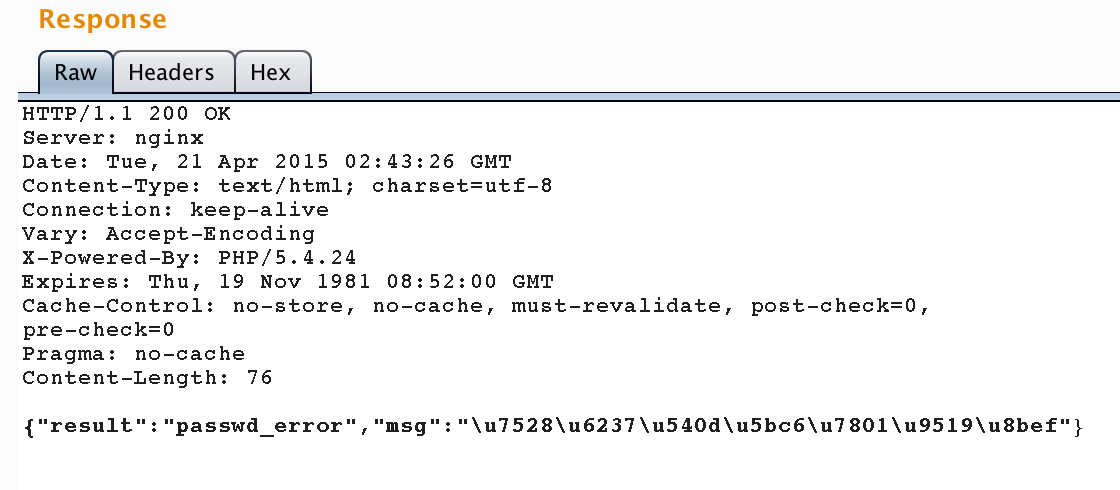 Response
Raw Headers Hex
HTTP/1.1 200 OK
Server: nginx
Date: Tue, 21 Apr 2015 02:43:26 GMT
Content-Type: text/html; charset=utf-8
Connection: keep-alive
Vary: Accept-Encoding
X-Powered-By: PHP/5.4.24
Expires: Thu, 19 Nov 1981 08:52:00 GMT
Cache-Control: no-store, no-cache, must-revalidate, post-check=0,
pre-check=0
Pragma: no-cache
Content-Length: 76
{"result":"passwd_error","msg":"\u7528\u6237\u540d\u5bc6\u7801\u9519\u8bef"}